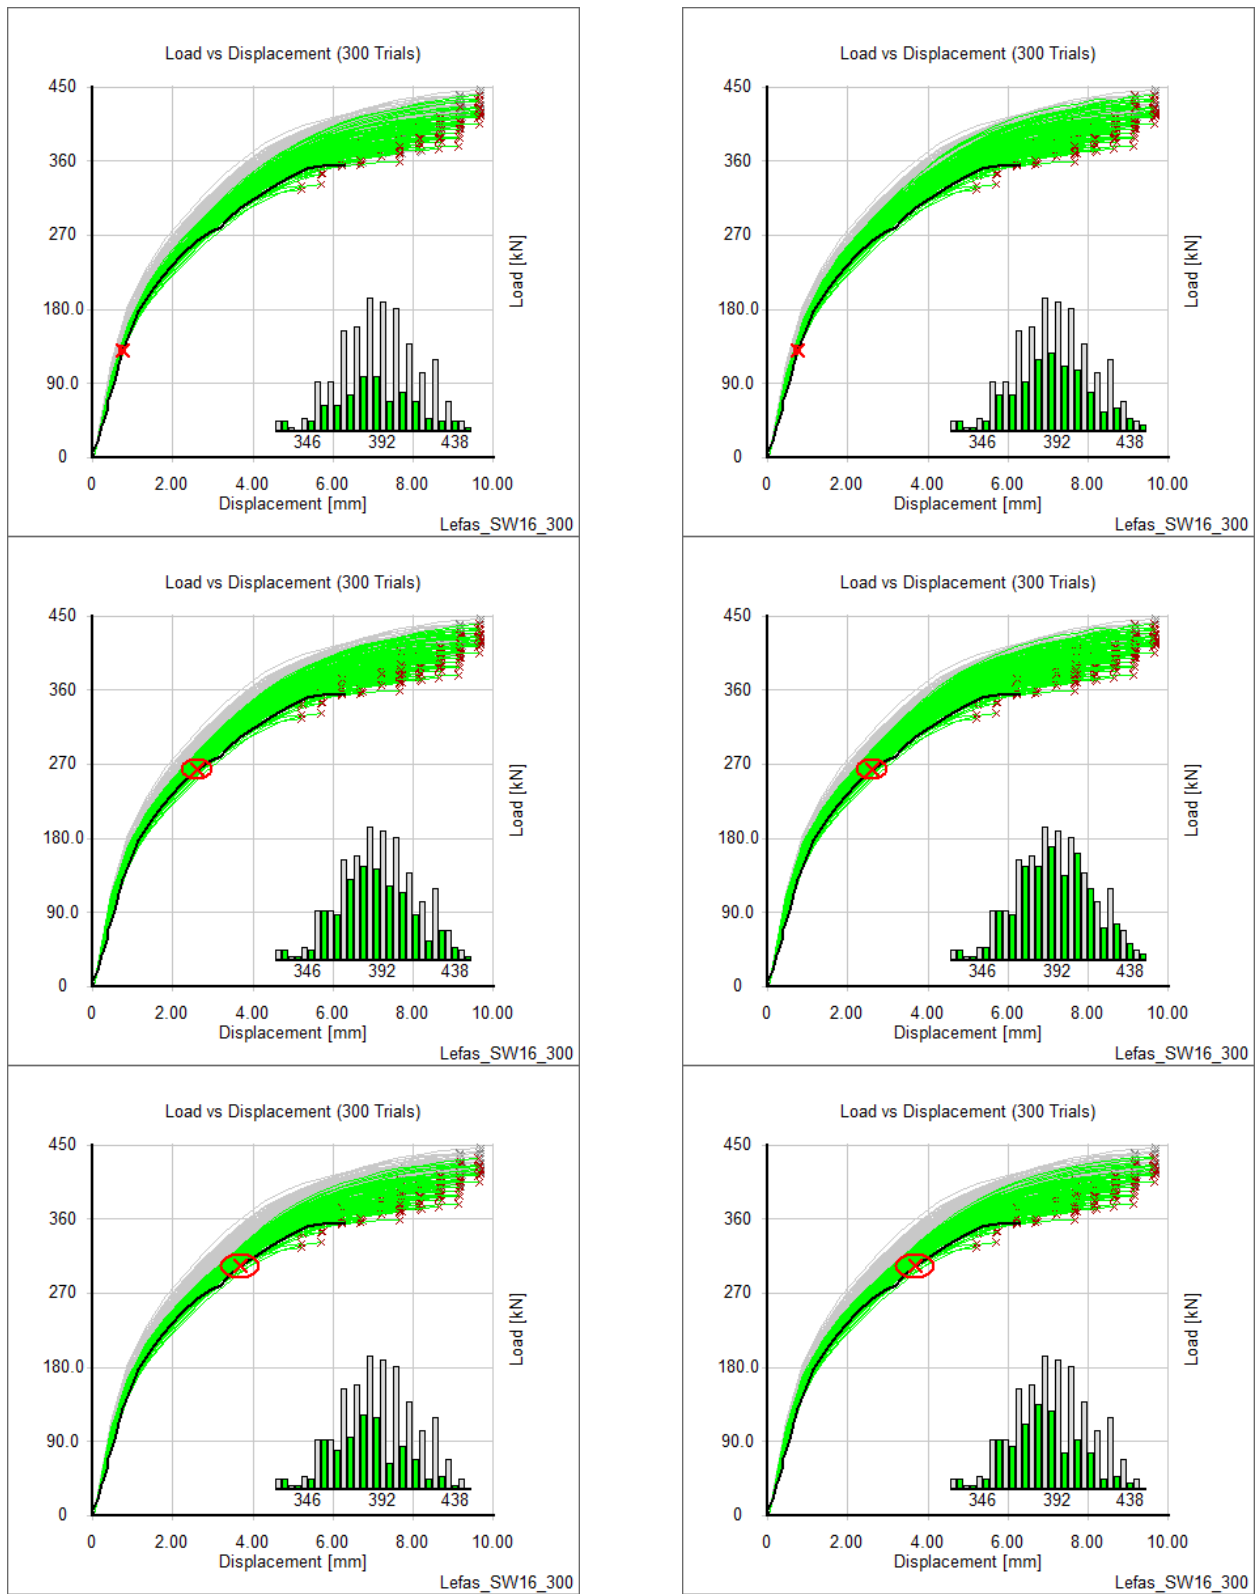 Load vs Displacement (300 Trials)
450
360
270
180.0
90.0
0
Load [kN]
346 392 438
0 2.00 4.00 6.00 8.00 10.00
Displacement [mm]
Lefas_SW16_300
Load vs Displacement (300 Trials)
450
360
270
180.0
90.0
0
Load [kN]
346 392 438
0 2.00 4.00 6.00 8.00 10.00
Displacement [mm]
Lefas_SW16_300
Load vs Displacement (300 Trials)
450
360
270
180.0
90.0
0
Load [kN]
346 392 438
0 2.00 4.00 6.00 8.00 10.00
Displacement [mm]
Lefas_SW16_300
Load vs Displacement (300 Trials)
450
360
270
180.0
90.0
0
Load [kN]
346 392 438
0 2.00 4.00 6.00 8.00 10.00
Displacement [mm]
Lefas_SW16_300
Load vs Displacement (300 Trials)
450
360
270
180.0
90.0
0
Load [kN]
346 392 438
0 2.00 4.00 6.00 8.00 10.00
Displacement [mm]
Lefas_SW16_300
Load vs Displacement (300 Trials)
450
360
270
180.0
90.0
0
Load [kN]
346 392 438
0 2.00 4.00 6.00 8.00 10.00
Displacement [mm]
Lefas_SW16_300